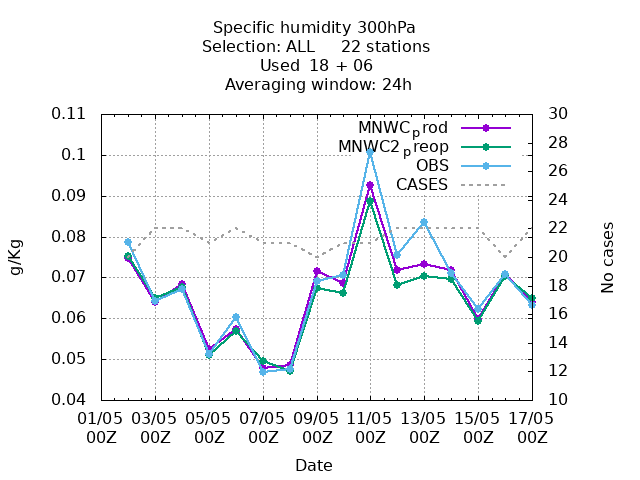 Specific humidity 300hPa
Selection: ALL 22 stations
Used 18 + 06
Averaging window: 24h
0.11
0.1
0.09
0.08
0.07
0.06
0.05
0.04
g/Kg
MNWCprod
MNWC2preop
OBS
CASES
30
28
26
24
22
20
18
16
14
12
10
No cases
01/05 03/05 05/05 07/05 09/05 11/05 13/05 15/05 17/05
00Z 00Z 00Z 00Z 00Z 00Z 00Z 00Z 00Z
Date